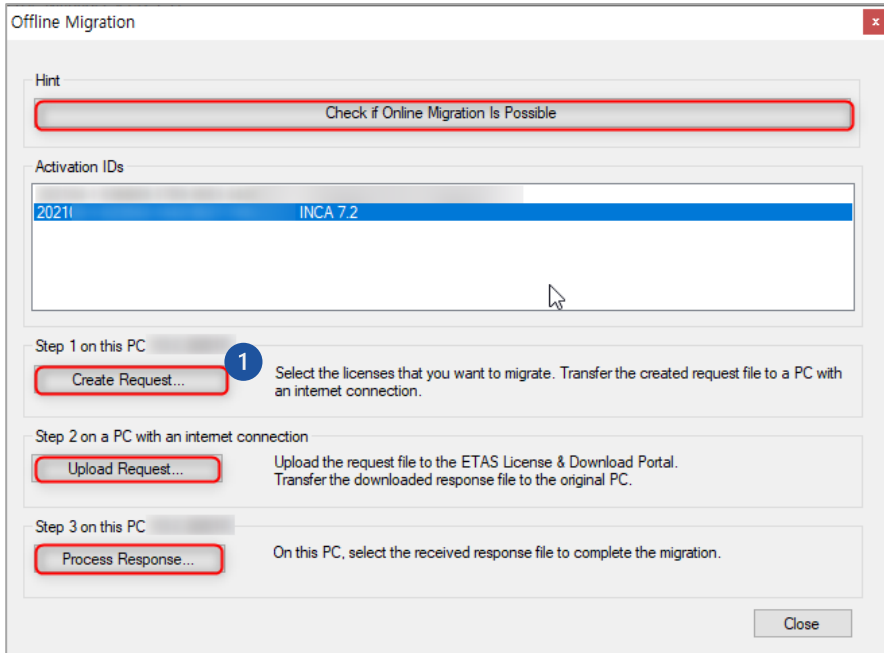 Offline Migration
x
Hint
Check if Online Migration Is Possible
Activation IDs
2021 INCA 7.2
Step 1 on this PC
1
Create Request...
Select the licenses that you want to migrate. Transfer the created request file to a PC with
an internet connection.
Step 2 on a PC with an internet connection
Upload Request...
Upload the request file to the ETAS License & Download Portal.
Transfer the downloaded response file to the original PC.
Step 3 on this PC
Process Response...
On this PC, select the received response file to complete the migration.
Close